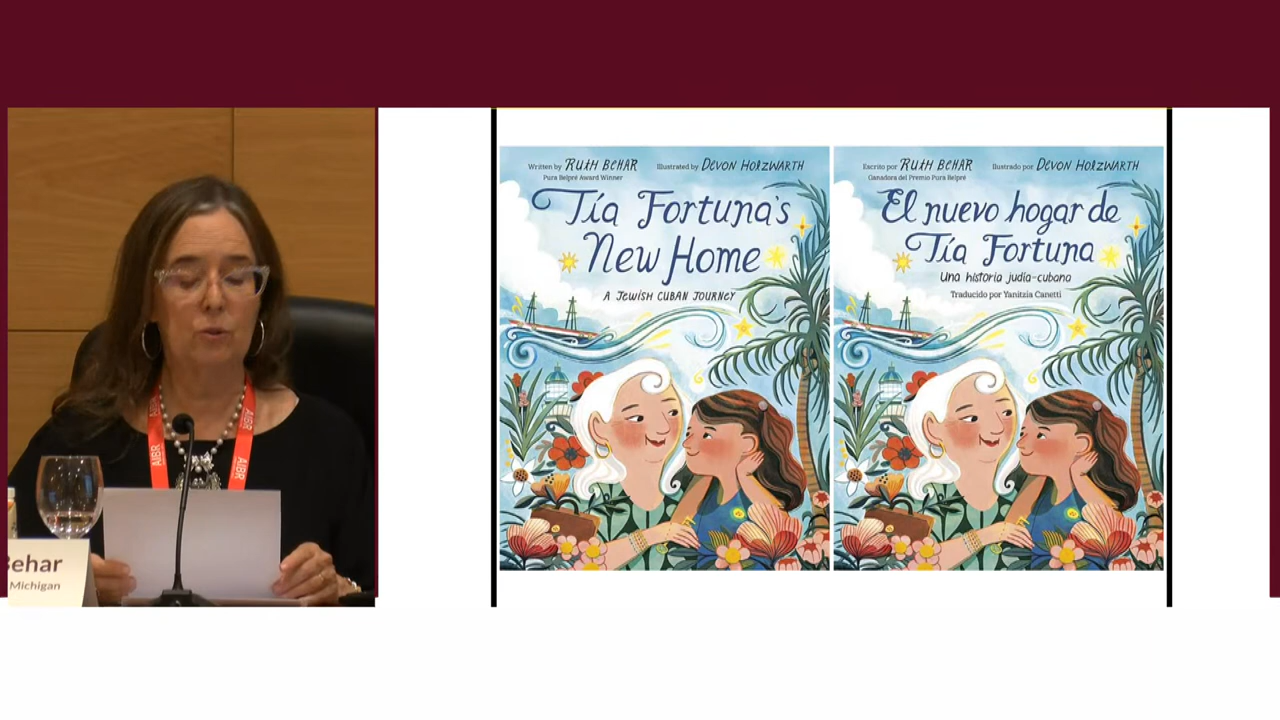 Behar
Michigan
AIBR
AIBR
Written by RUTH BEHAR Illustrated by DEVON HOLZWARTH
Pura Belpré Award Winner
Tía Fortuna's
New Home
A JEWISH CUBAN JOURNEY
Escrito por RUTH BEHAR Ilustrado por DEVON HOLZWARTH
Ganadora del Premio Pura Belpré
El nuevo hogar de
Tía Fortuna
Una historia judía-cubana
Traducido por Yanitzia Canetti